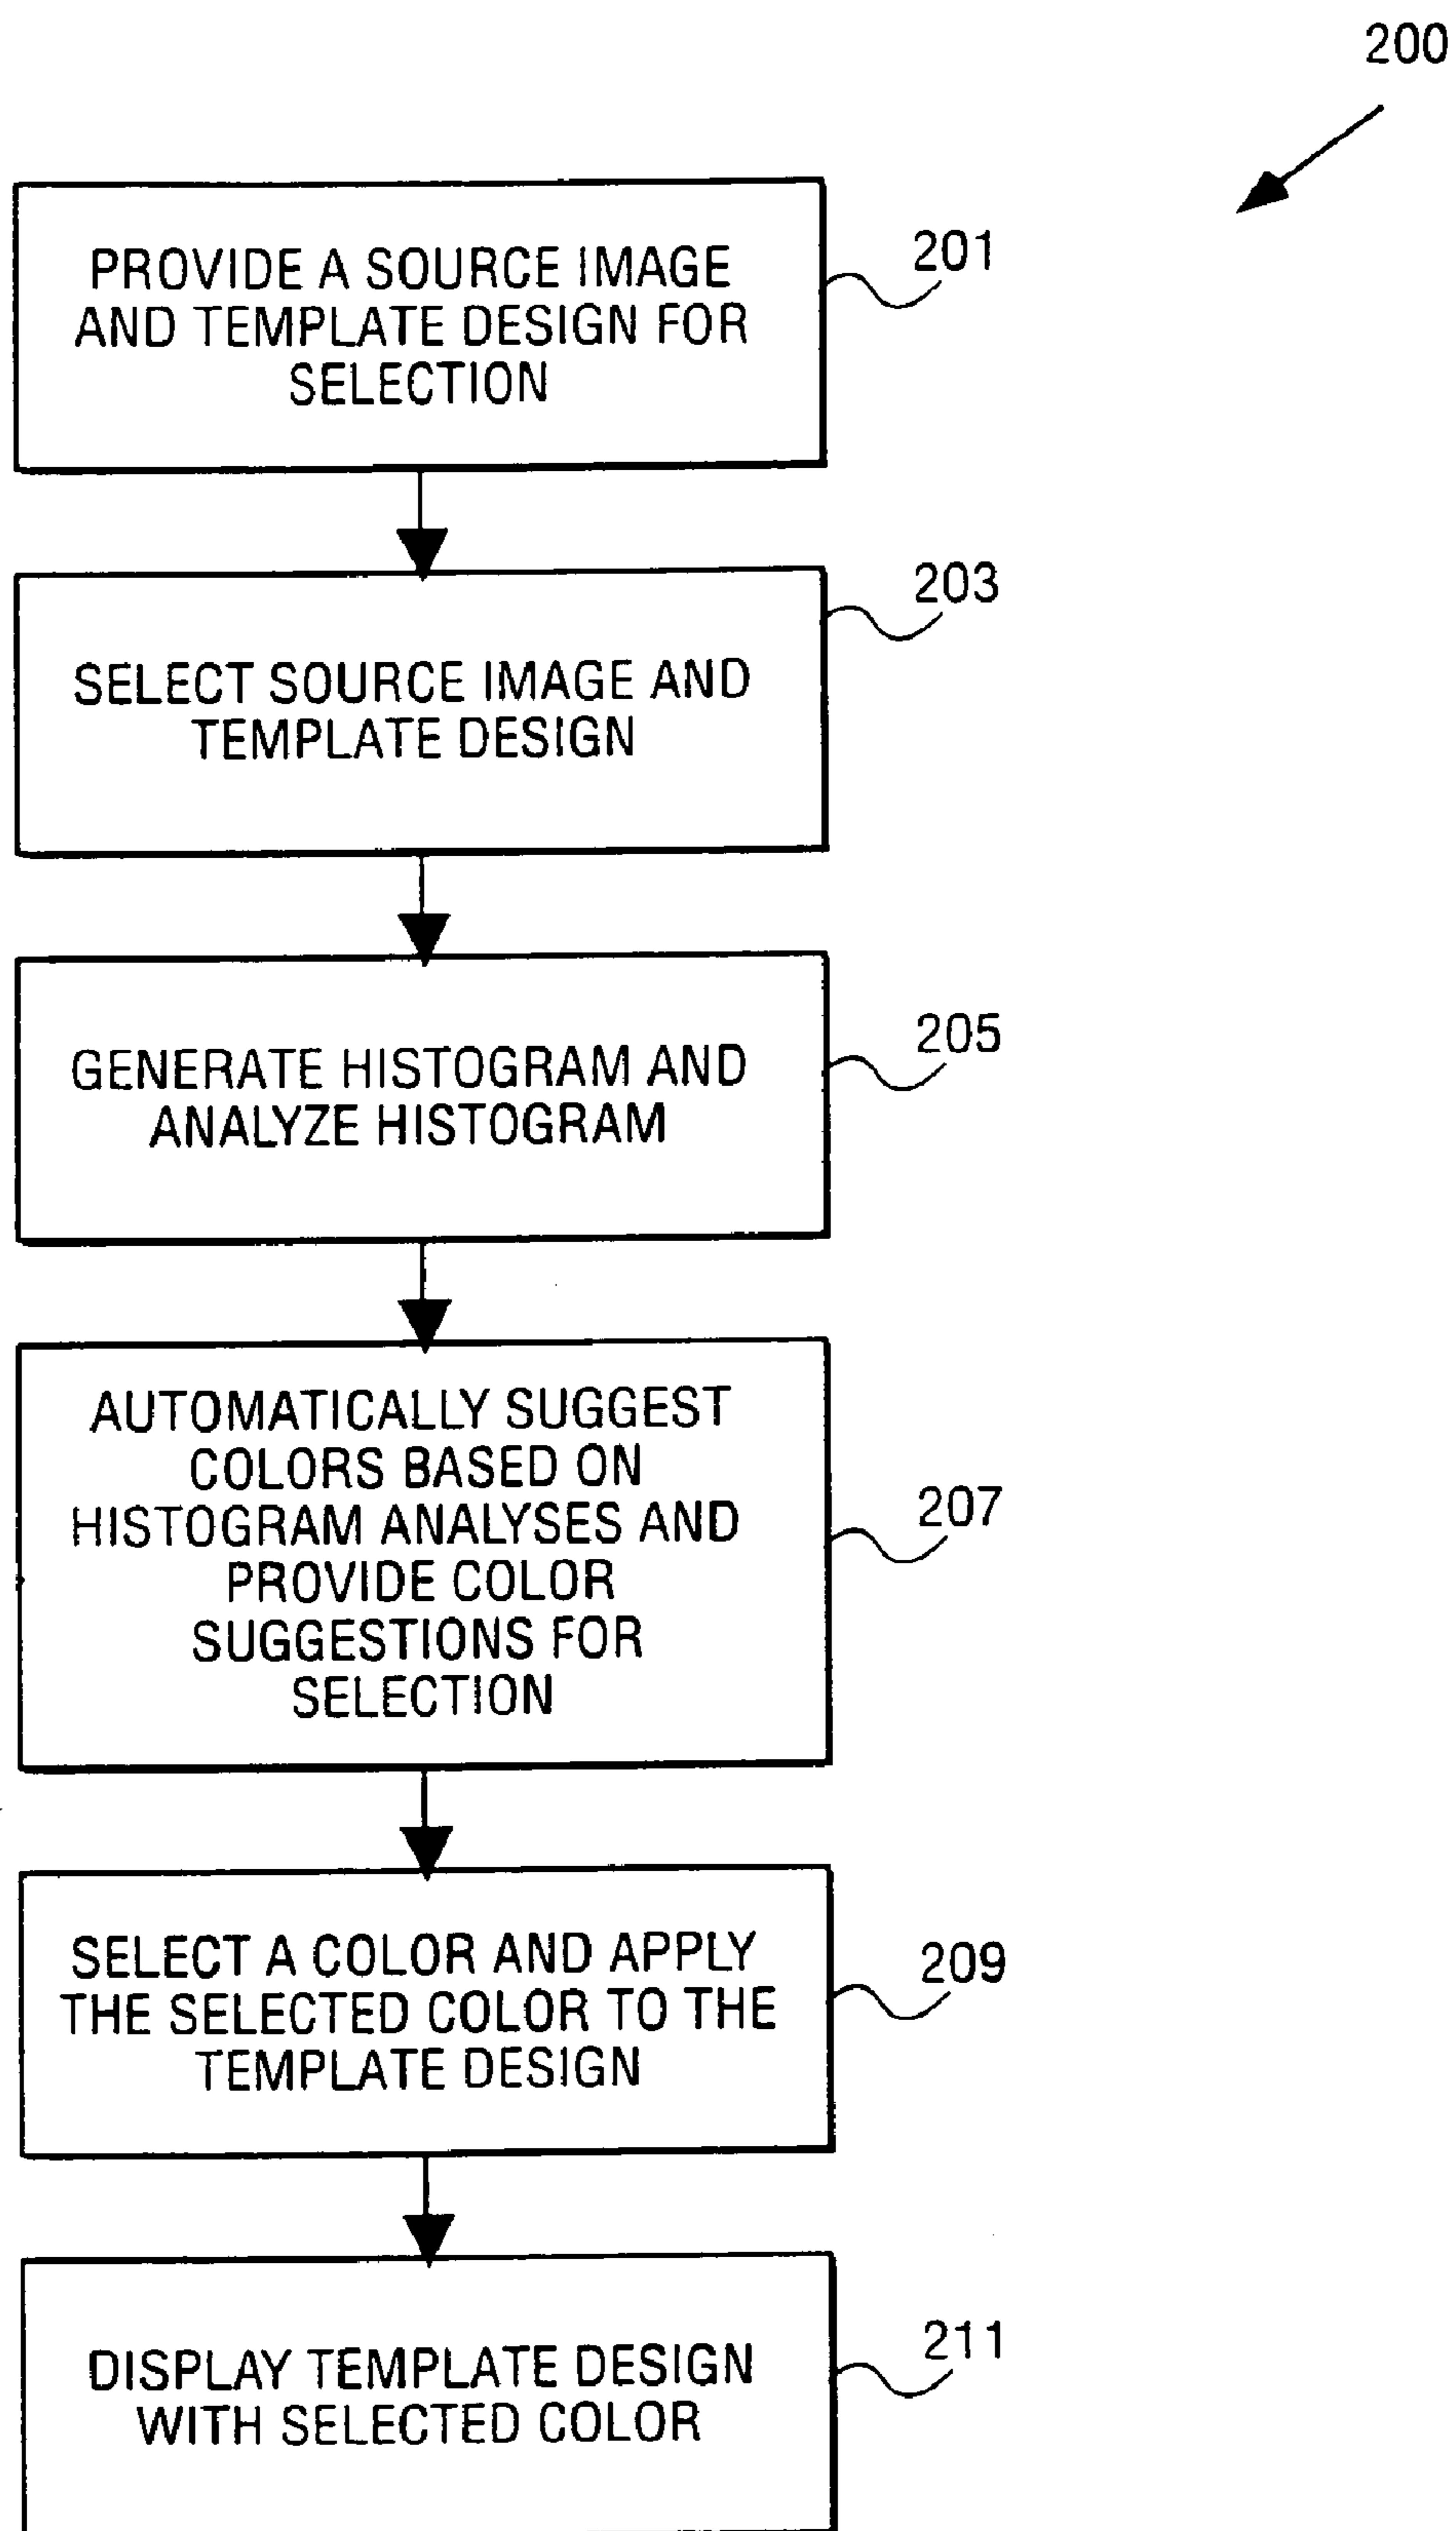 200
PROVIDE A SOURCE IMAGE
AND TEMPLATE DESIGN FOR
SELECTION
201
SELECT SOURCE IMAGE AND
TEMPLATE DESIGN
203
GENERATE HISTOGRAM AND
ANALYZE HISTOGRAM
205
AUTOMATICALLY SUGGEST
COLORS BASED ON
HISTOGRAM ANALYSES AND
PROVIDE COLOR
SUGGESTIONS FOR
SELECTION
207
SELECT A COLOR AND APPLY
THE SELECTED COLOR TO THE
TEMPLATE DESIGN
209
DISPLAY TEMPLATE DESIGN
WITH SELECTED COLOR
211